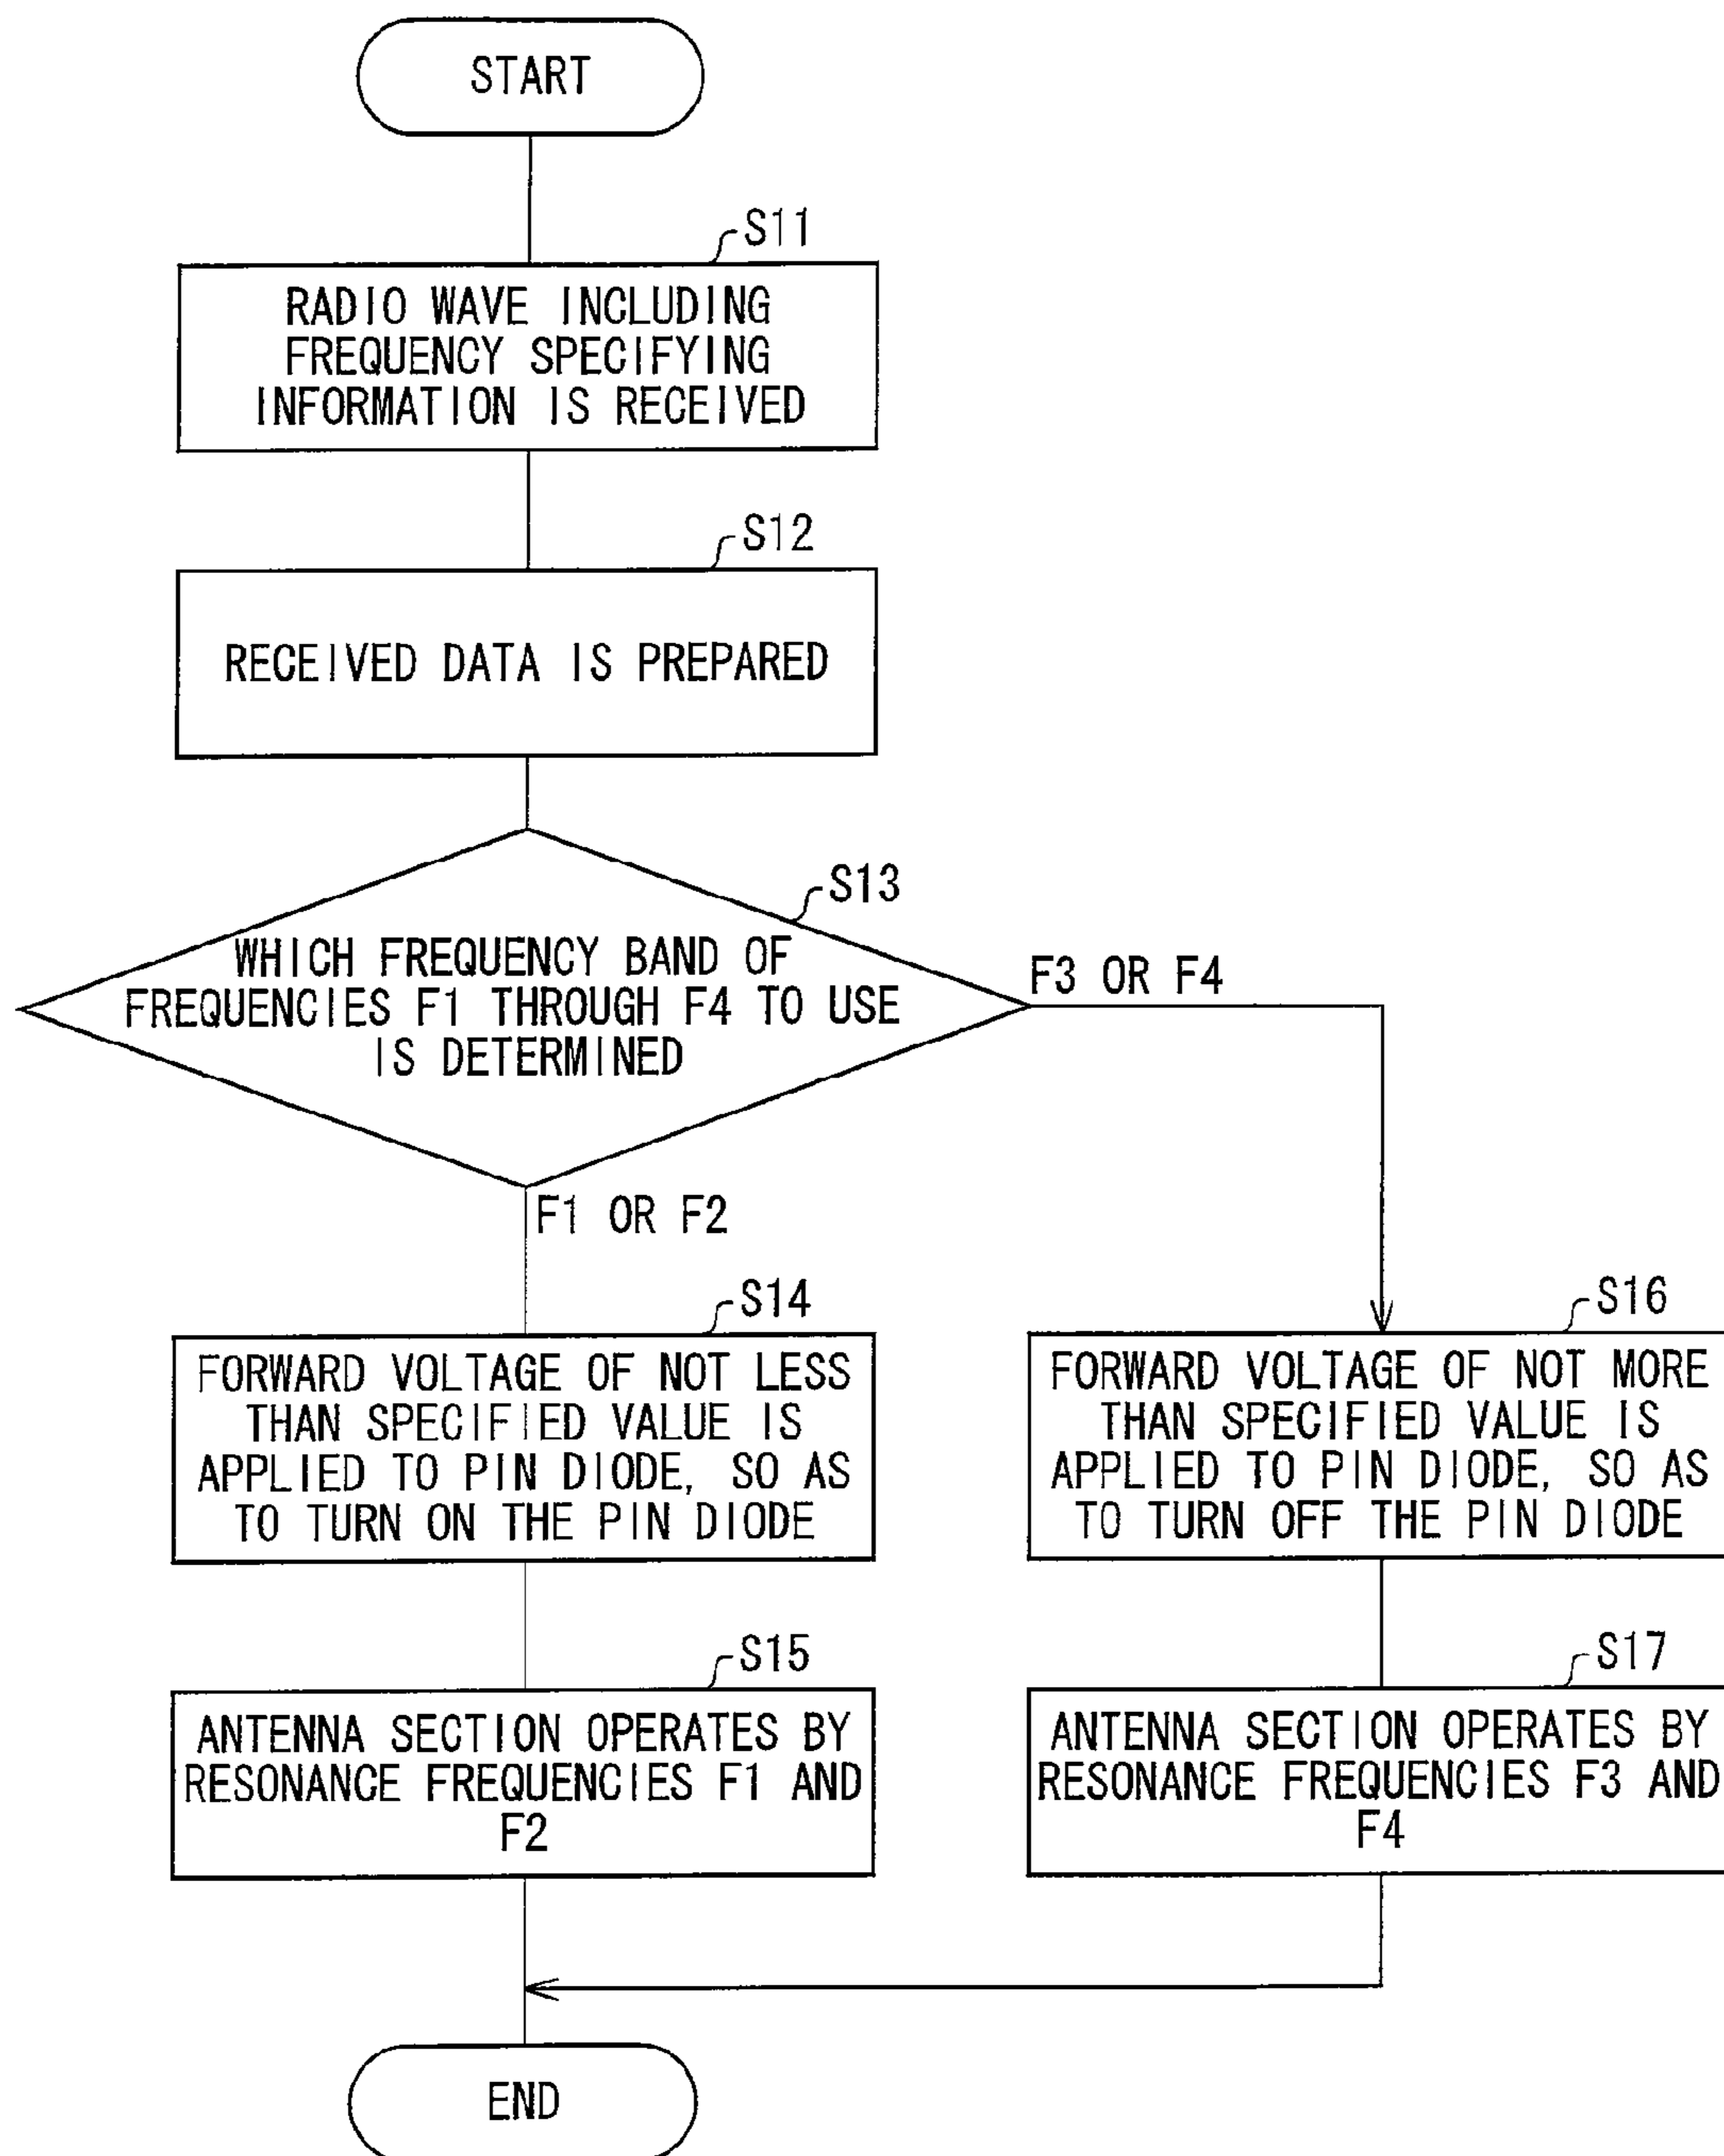 START
S11
RADIO WAVE INCLUDING
FREQUENCY SPECIFYING
INFORMATION IS RECEIVED
S12
RECEIVED DATA IS PREPARED
S13
WHICH FREQUENCY BAND OF
FREQUENCIES F1 THROUGH F4 TO USE
IS DETERMINED
F3 OR F4
F1 OR F2
S14
FORWARD VOLTAGE OF NOT LESS
THAN SPECIFIED VALUE IS
APPLIED TO PIN DIODE, SO AS
TO TURN ON THE PIN DIODE
S16
FORWARD VOLTAGE OF NOT MORE
THAN SPECIFIED VALUE IS
APPLIED TO PIN DIODE, SO AS
TO TURN OFF THE PIN DIODE
S15
ANTENNA SECTION OPERATES BY
RESONANCE FREQUENCIES F1 AND
F2
S17
ANTENNA SECTION OPERATES BY
RESONANCE FREQUENCIES F3 AND
F4
END